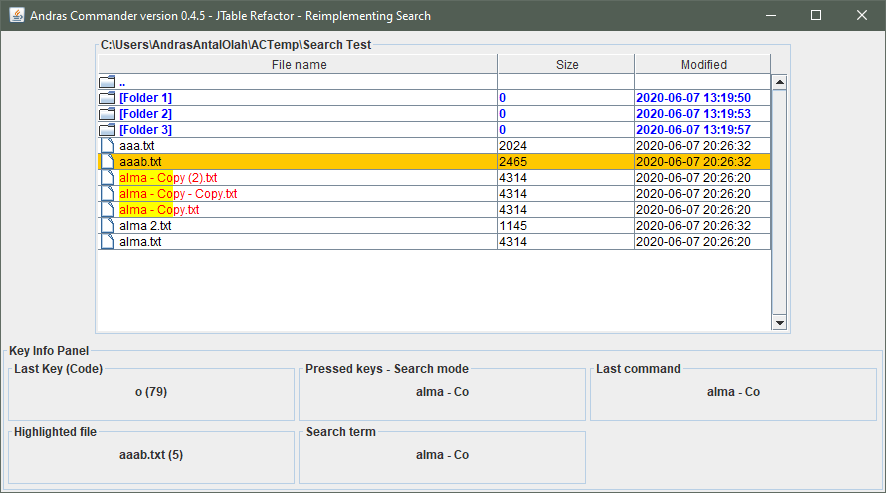 Andras Commander version 0.4.5 - JTable Refactor - Reimplementing Search
C:\Users\AndrasAntalOlah\ACTemp\Search Test
File name Size Modified
..
[Folder 1] 0 2020-06-07 13:19:50
[Folder 2] 0 2020-06-07 13:19:53
[Folder 3] 0 2020-06-07 13:19:57
aaa.txt 2024 2020-06-07 20:26:32
aaab.txt 2465 2020-06-07 20:26:32
alma - Copy (2).txt 4314 2020-06-07 20:26:20
alma - Copy - Copy.txt 4314 2020-06-07 20:26:20
alma - Copy.txt 4314 2020-06-07 20:26:20
alma 2.txt 1145 2020-06-07 20:26:32
alma.txt 4314 2020-06-07 20:26:20
Key Info Panel
Last Key (Code) Pressed keys - Search mode Last command
o (79) alma - Co alma - Co
Highlighted file Search term
aaab.txt (5) alma - Co